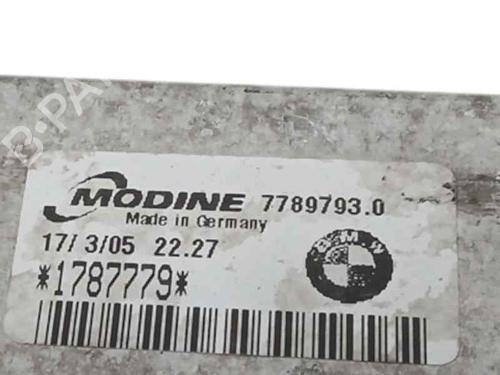 B-PA
MODINE 7789793.0
Made in Germany
17/ 3/05 22.27
BMW
*1787779*